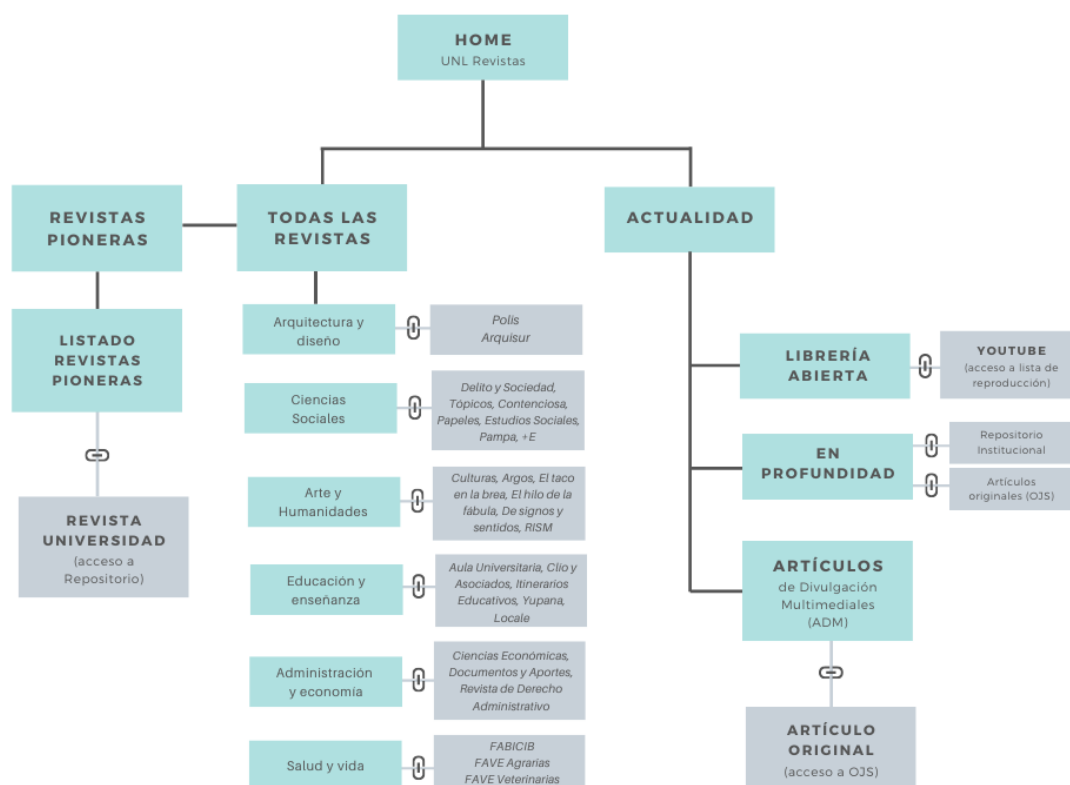 HOME
UNL Revistas
REVISTAS
PIONERAS
TODAS LAS
REVISTAS
ACTUALIDAD
LISTADO
REVISTAS
PIONERAS
REVISTA
UNIVERSIDAD
(acceso a
Repositorio)
Arquitectura y
diseño
Polis
Arquisur
Ciencias
Sociales
Delito y Sociedad,
Tópicos, Contenciosa,
Papeles, Estudios Sociales,
Pampa, +E
Arte y
Humanidades
Culturas, Argos, El taco
en la brea, El hilo de la
fábula, De signos y
sentidos, RISM
Educación y
enseñanza
Aula Universitaria, Clio y
Asociados, Itinerarios
Educativos, Yupana,
Locale
Administración
y economía
Ciencias Económicas,
Documentos y Aportes,
Revista de Derecho
Administrativo
Salud y vida
FABICIB
FAVE Agrarias
FAVE Veterinarias
LIBRERÍA
ABIERTA
YOUTUBE
(acceso a lista de
reproducción)
EN
PROFUNDIDAD
Repositorio
Institucional
Artículos
originales (OJS)
ARTÍCULOS
de Divulgación
Multimediales
(ADM)
ARTÍCULO
ORIGINAL
(acceso a OJS)